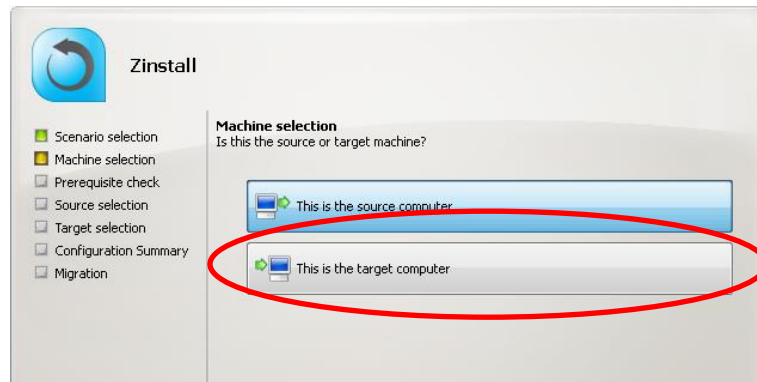 Zinstall
Scenario selection
Machine selection
Prerequisite check
Source selection
Target selection
Configuration Summary
Migration
Machine selection
Is this the source or target machine?
This is the source computer
This is the target computer